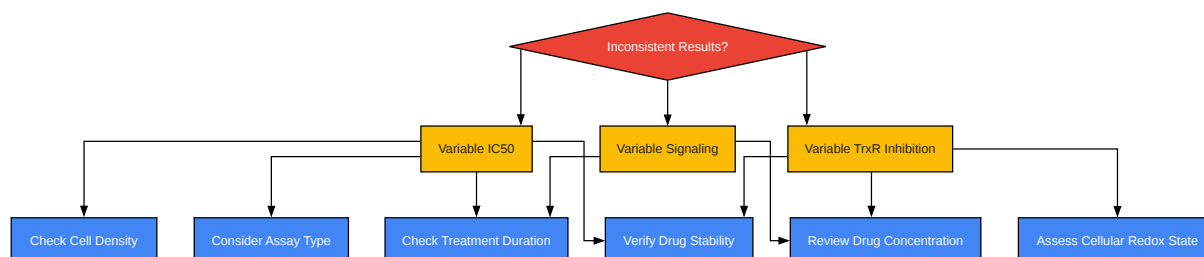 Inconsistent Results?
Variable IC50
Variable Signaling
Variable TrxR Inhibition
Check Cell Density
Consider Assay Type
Check Treatment Duration
Verify Drug Stability
Review Drug Concentration
Assess Cellular Redox State